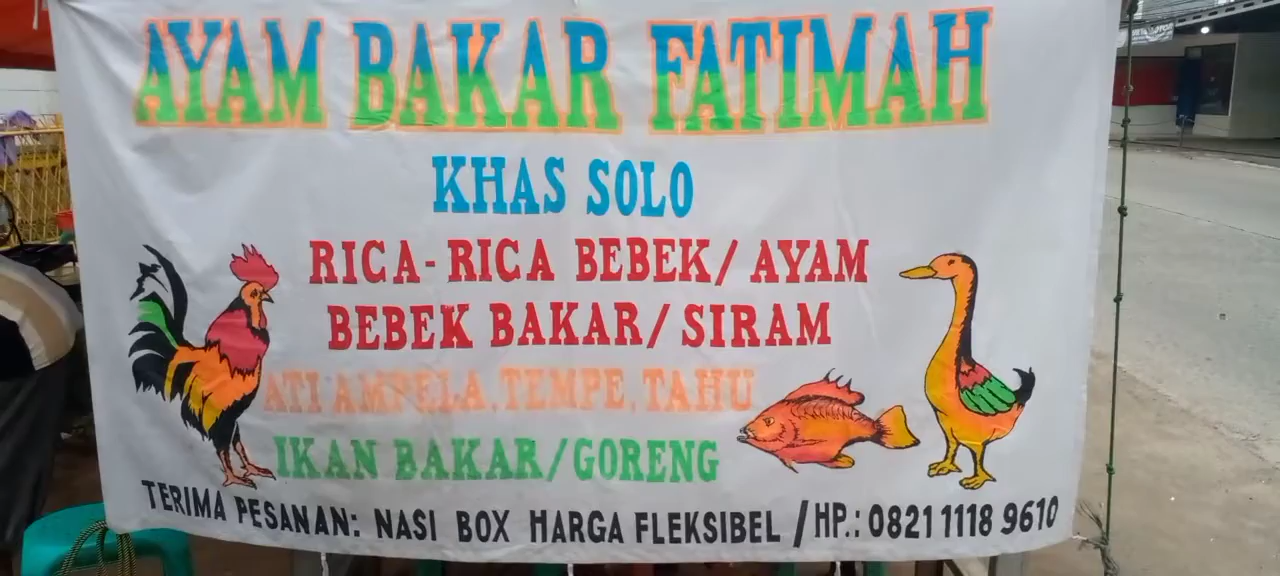 AYAM BAKAR FATIMAH
KHAS SOLO
RICA-RICA BEBEK/AYAM
BEBEK BAKAR/SIRAM
ATI AMPELA, TEMPE, TAHU
IKAN BAKAR/GORENG
TERIMA PESANAN: NASI BOX HARGA FLEKSIBEL /HP.: 0821 1118 9610